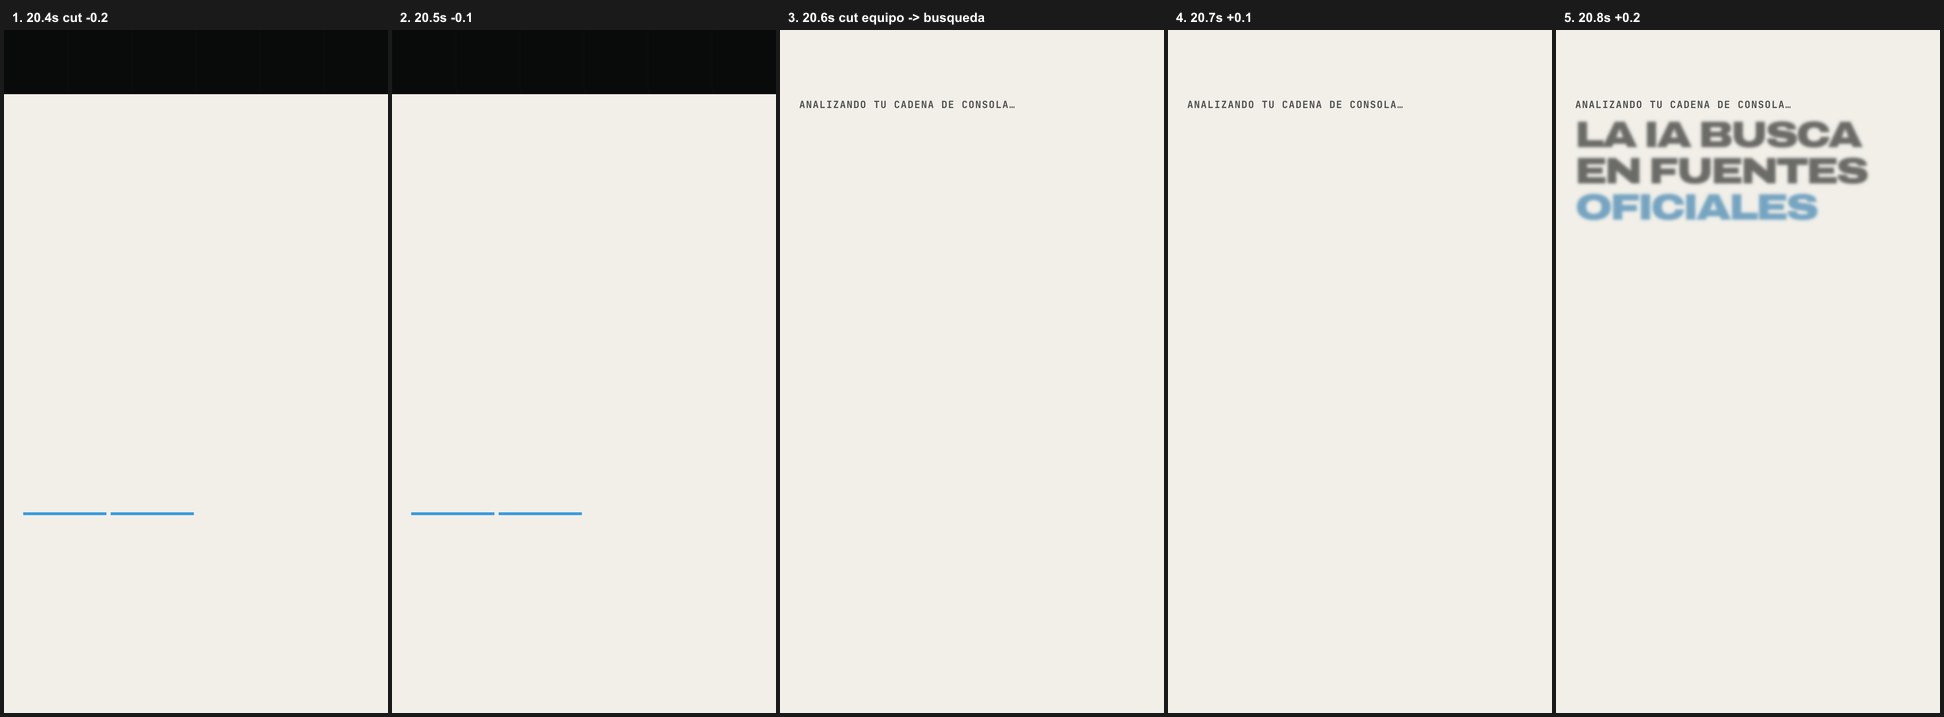 1. 20.4s cut -0.2
2. 20.5s -0.1
3. 20.6s cut equipo -> busqueda
4. 20.7s +0.1
5. 20.8s +0.2
ANALIZANDO TU CADENA DE CONSOLA…
ANALIZANDO TU CADENA DE CONSOLA…
ANALIZANDO TU CADENA DE CONSOLA…
LA IA BUSCA
EN FUENTES
OFICIALES